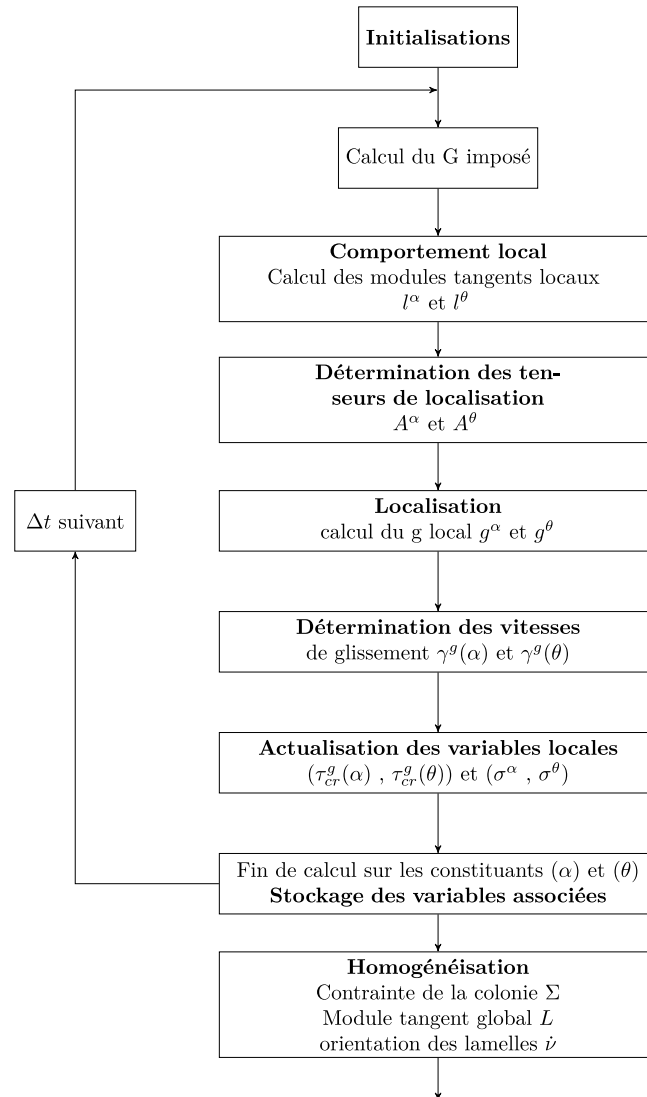 Initialisations
Calcul du G imposé
Comportement local
Calcul des modules tangents locaux
l^α et l^θ
Détermination des ten-
seurs de localisation
A^α et A^θ
Localisation
calcul du g local g^α et g^θ
Δt suivant
Détermination des vitesses
de glissement γ^g(α) et γ^g(θ)
Actualisation des variables locales
(τ^g_cr(α) , τ^g_cr(θ)) et (σ^α , σ^θ)
Fin de calcul sur les constituants (α) et (θ)
Stockage des variables associées
Homogénéisation
Contrainte de la colonie Σ
Module tangent global L
orientation des lamelles ν̇